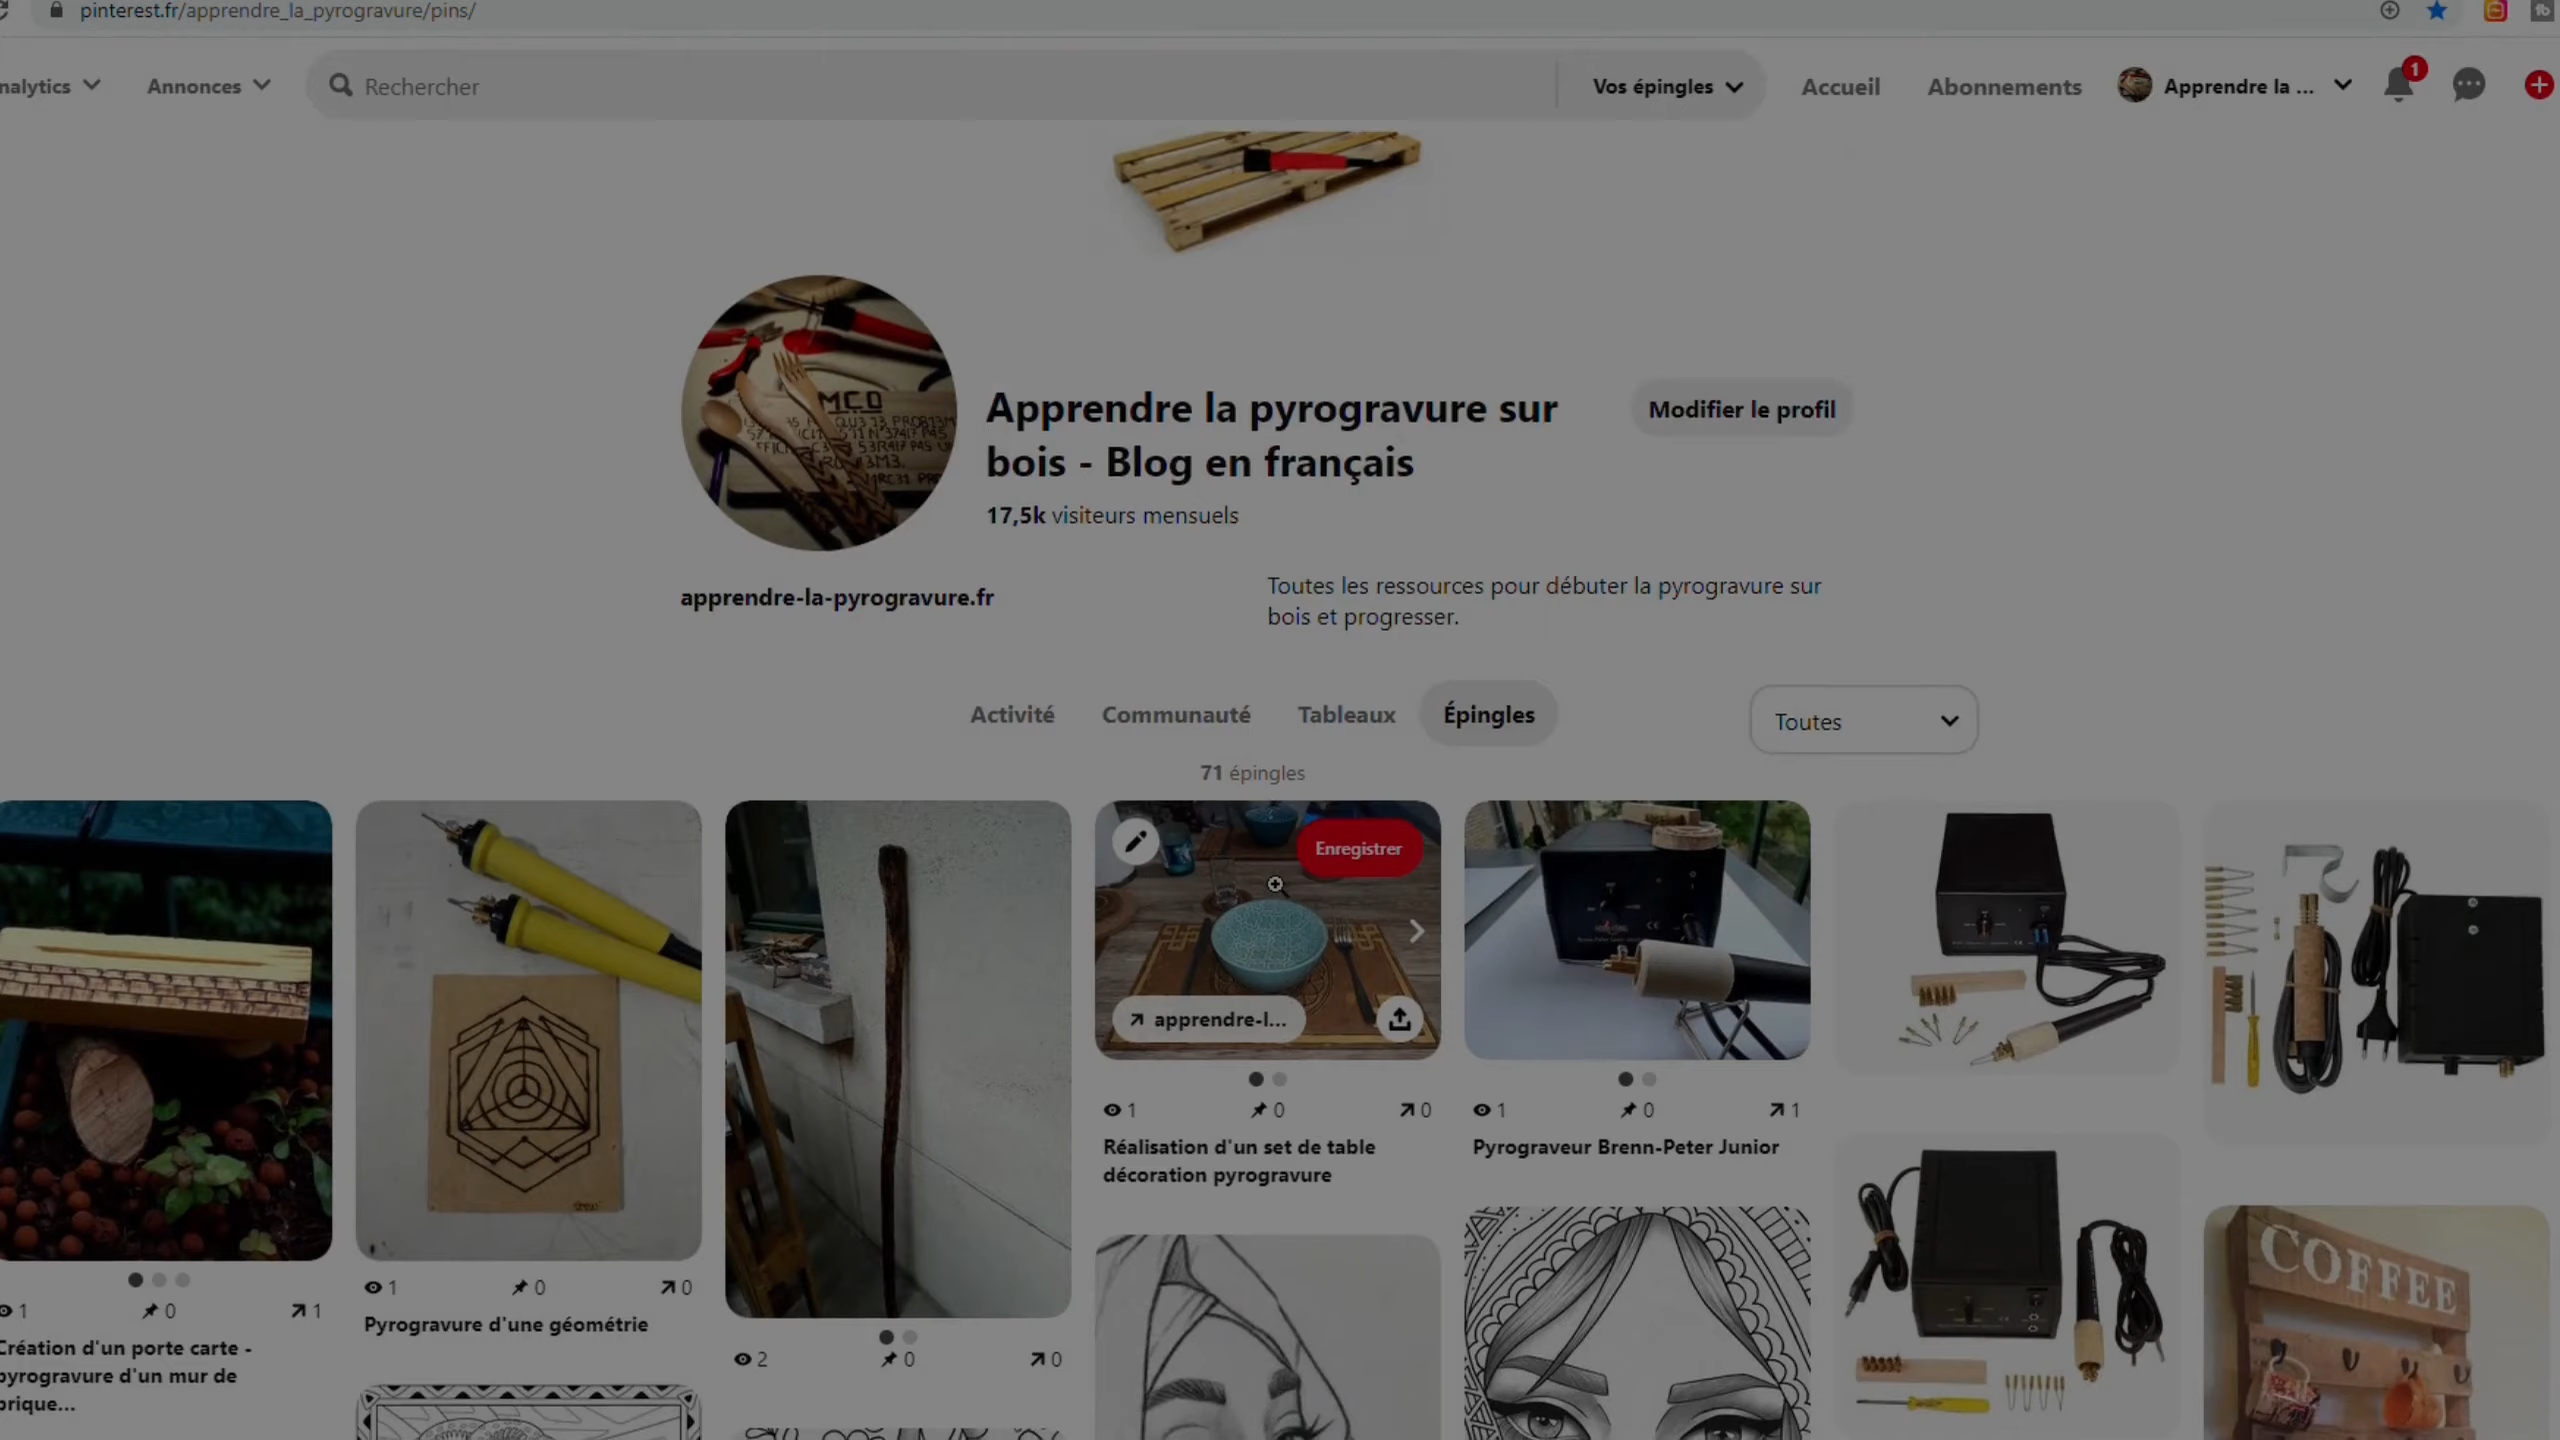 pinterest.fr/apprendre_la_pyrogravure/pins/
nalytics
Annonces
Rechercher
Vos épingles
Accueil
Abonnements
Apprendre la ...
1
MCO
Apprendre la pyrogravure sur
bois - Blog en français
Modifier le profil
17,5k visiteurs mensuels
apprendre-la-pyrogravure.fr
Toutes les ressources pour débuter la pyrogravure sur
bois et progresser.
Activité
Communauté
Tableaux
Épingles
Toutes
71 épingles
Enregistrer
apprendre-l...
1 0 1
Création d'un porte carte -
pyrogravure d'un mur de
brique...
1 0 0
Pyrogravure d'une géométrie
2 0 0
1 0 0
Réalisation d'un set de table
décoration pyrogravure
1 0 1
Pyrograveur Brenn-Peter Junior
COFFEE